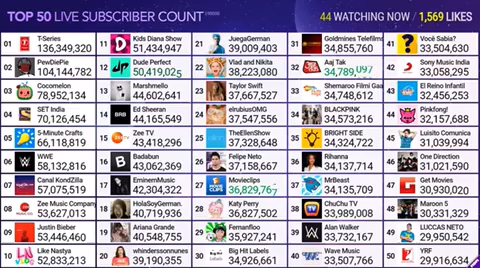 TOP 50 LIVE SUBSCRIBER COUNT
44 WATCHING NOW / 1,569 LIKES
01 T-Series
136,349,320
02 PewDiePie
104,144,782
03 Cocomelon
78,952,134
04 SET India
70,126,454
05 5-Minute Crafts
66,118,819
06 WWE
58,132,816
07 Canal KondZilla
57,075,519
08 Zee Music Company
53,627,013
09 Justin Bieber
53,446,460
10 Like Nastya
52,833,213
11 Kids Diana Show
51,434,947
12 Dude Perfect
50,419,025
13 Marshmello
44,602,641
14 Ed Sheeran
44,165,549
15 Zee TV
43,418,296
16 Badabun
43,062,369
17 EminemMusic
42,304,322
18 HolaSoyGerman.
40,719,936
19 Ariana Grande
40,548,755
20 whinderssonnunes
39,190,355
21 JuegaGerman
39,009,403
22 Vlad and Nikita
38,223,080
23 Taylor Swift
37,667,527
24 elrubiusOMG
37,547,558
25 TheEllenShow
37,328,648
26 Felipe Neto
37,158,667
27 Movieclips
36,829,76
28 Katy Perry
36,827,502
29 Fernanfloo
35,897,241
30 Big Hit Labels
34,926,661
31 Goldmines Telefilms
34,855,760
32 Aaj Tak
34,789,097
33 Shemaroo Filmi Gaane
34,748,612
34 BLACKPINK
34,573,216
35 BRIGHT SIDE
34,324,722
36 Rihanna
34,137,714
37 MrBeast
34,135,709
38 ChuChu TV
33,989,008
39 Alan Walker
33,732,167
40 Wave Music
33,507,766
41 Você Sabia?
33,504,630
42 Sony Music India
33,058,295
43 El Reino Infantil
32,456,253
44 Pinkfong!
32,157,688
45 Luisito Comunica
31,039,994
46 One Direction
31,021,590
47 Get Movies
30,930,020
48 Maroon 5
30,331,329
49 LUCCAS NETO
29,950,542
50 YRF
29,916,634